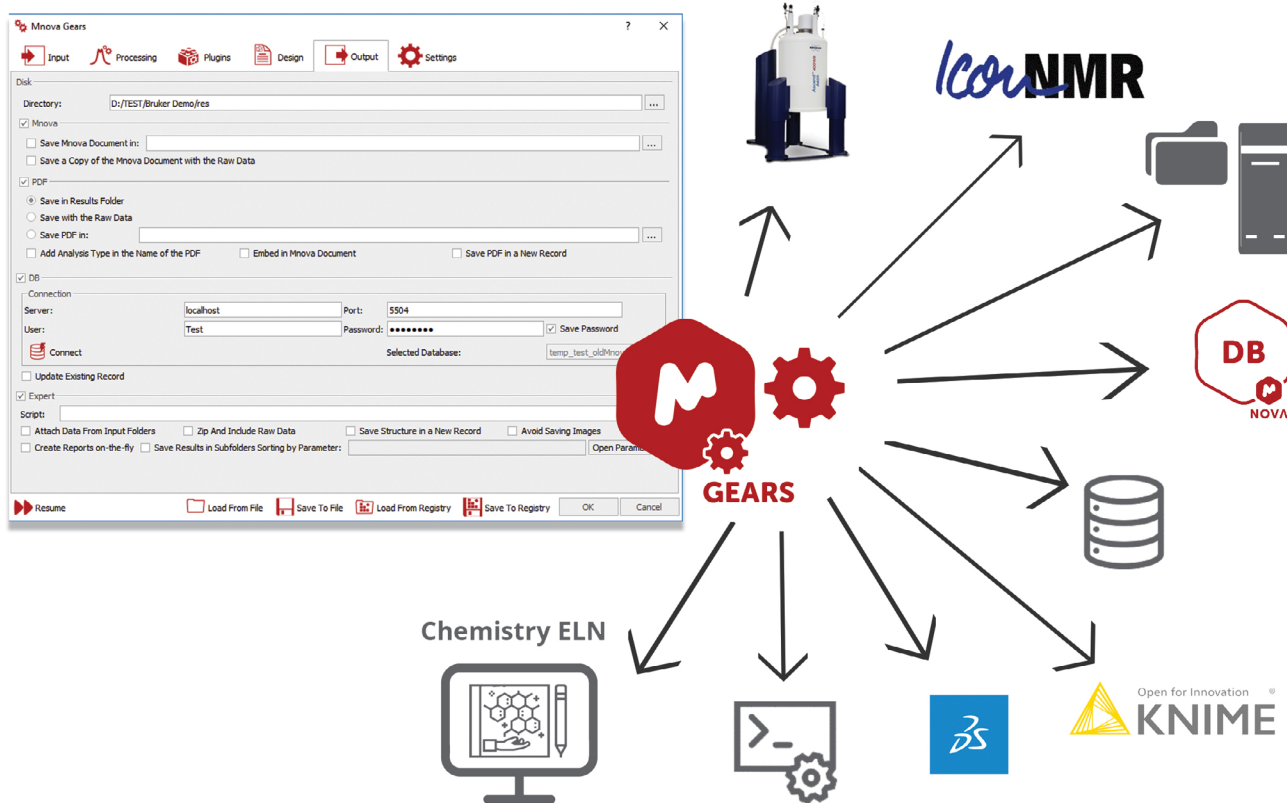 Mnova Gears
? X
Input Processing Plugins Design Output Settings
Disk
Directory: D:/TEST/Bruker Demo/res ...
Mnova
Save Mnova Document in: ...
Save a Copy of the Mnova Document with the Raw Data
PDF
Save in Results Folder
Save with the Raw Data
Save PDF in: ...
Add Analysis Type in the Name of the PDF Embed in Mnova Document Save PDF in a New Record
DB
Connection
Server: localhost Port: 5504
User: Test Password: ●●●●●●●● Save Password
Connect Selected Database: temp_test_oldMnov
Update Existing Record
Expert
Script:
Attach Data From Input Folders Zip And Include Raw Data Save Structure in a New Record Avoid Saving Images
Create Reports on-the-fly Save Results in Subfolders Sorting by Parameter: Open Param
Resume Load From File Save To File Load From Registry Save To Registry OK Cancel
IconNMR
DB
NOVA
GEARS
Chemistry ELN
>_
DS
Open for Innovation ®
KNIME